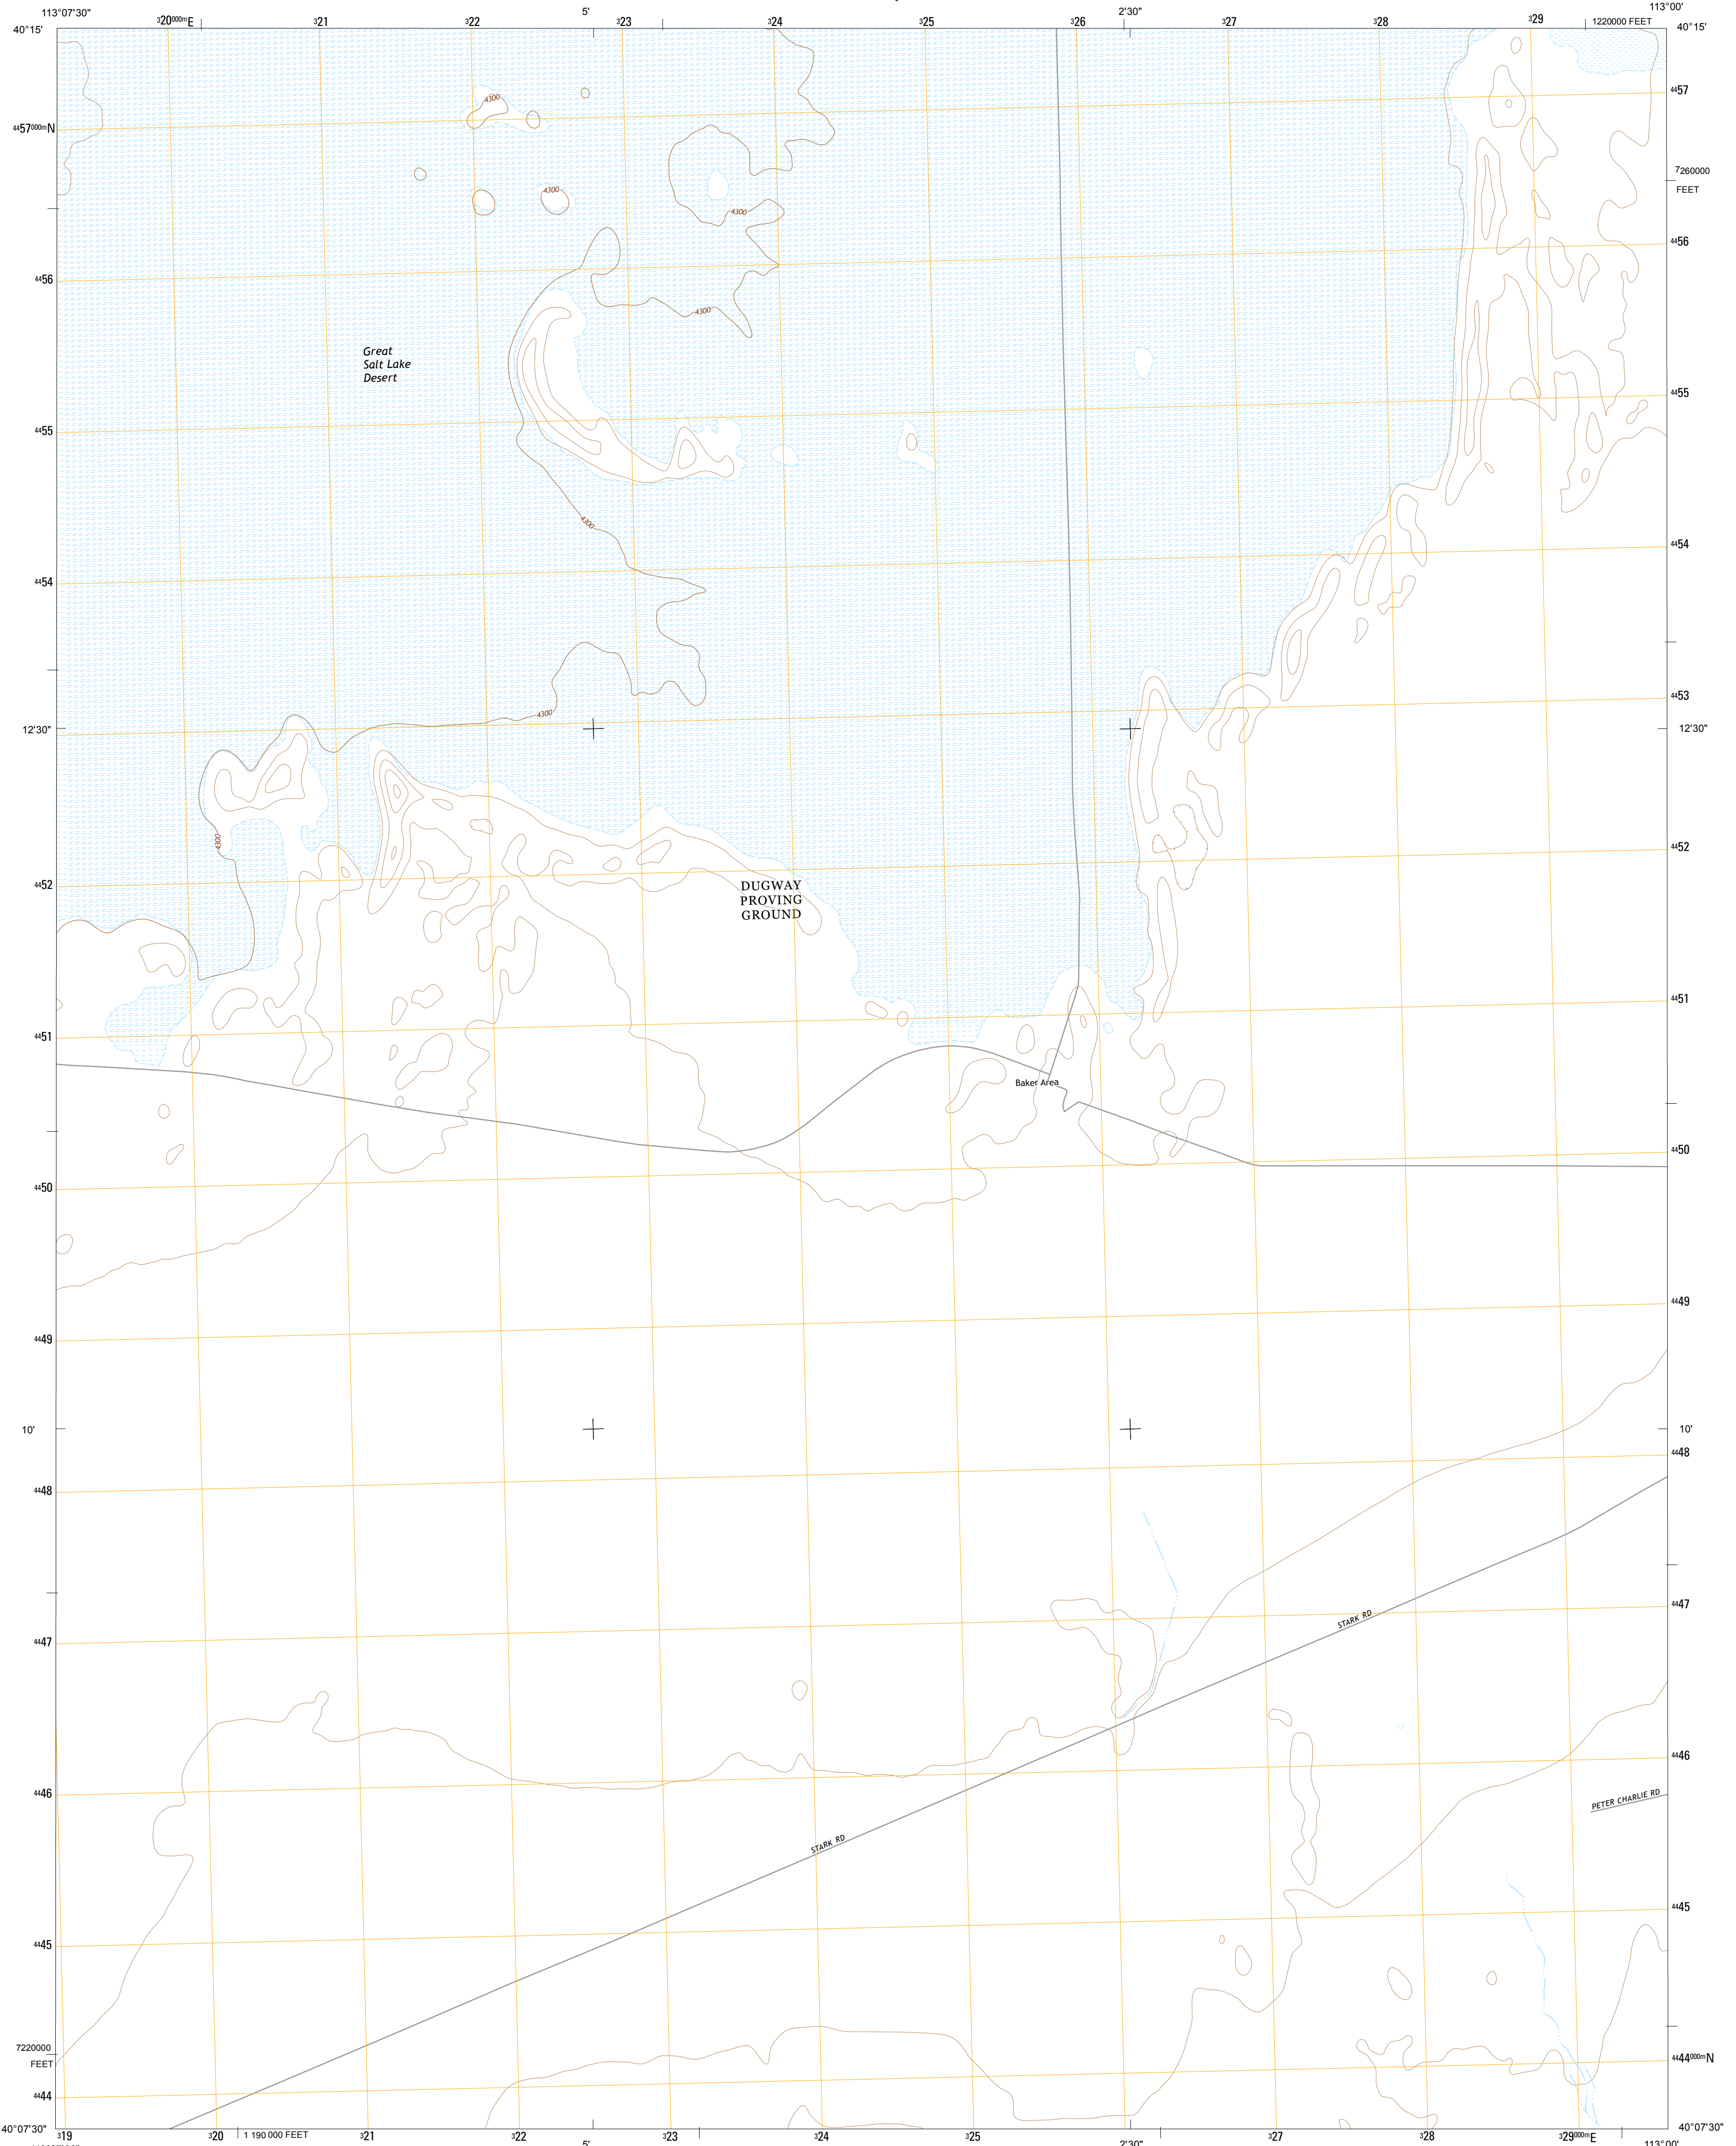 113°07'30" 320000mE 321 322 5' 323 324 325 326 2'30" 327 328 329 1220000 FEET 113°00'
40°15' 40°15'
4457
4300
4457000mN
7260000
FEET
4300
4300
4456
4456
4300
Great
Salt Lake
Desert
4455
4455
4300
4454
4454
4453
4300
12'30" 12'30"
4300
4452
4452
DUGWAY
PROVING
GROUND
4451
4451
Baker Area
4450
4450
4449
4449
10' 10'
4448
4448
4447
STARK RD
4447
4446
4446
PETER CHARLIE RD
STARK RD
4445
4445
7220000
FEET
4444000mN
4444
40°07'30" 40°07'30"
319 320 1 190 000 FEET 321 322 5' 323 324 325 2'30" 327 328 329000mE 113°00'